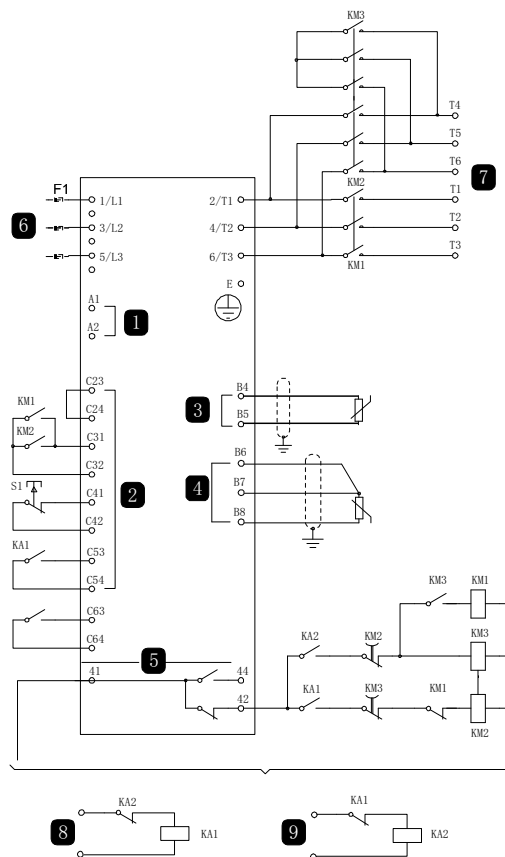 KM3
T4
T5
T6
7
F1
KM2
1/L1
2/T1
T1
6
3/L2
4/T2
T2
5/L3
6/T3
T3
KM1
E
A1
1
A2
C23
B4
KM1
C24
3
B5
KM2
C31
B6
C32
S1
2
4
B7
C41
C42
B8
KA1
C53
C54
KM3
KM1
C63
KA2
KM2
KM3
C64
5
41
44
KA1
KM3
KM1
42
KM2
KA2
KA1
8
KA1
9
KA2